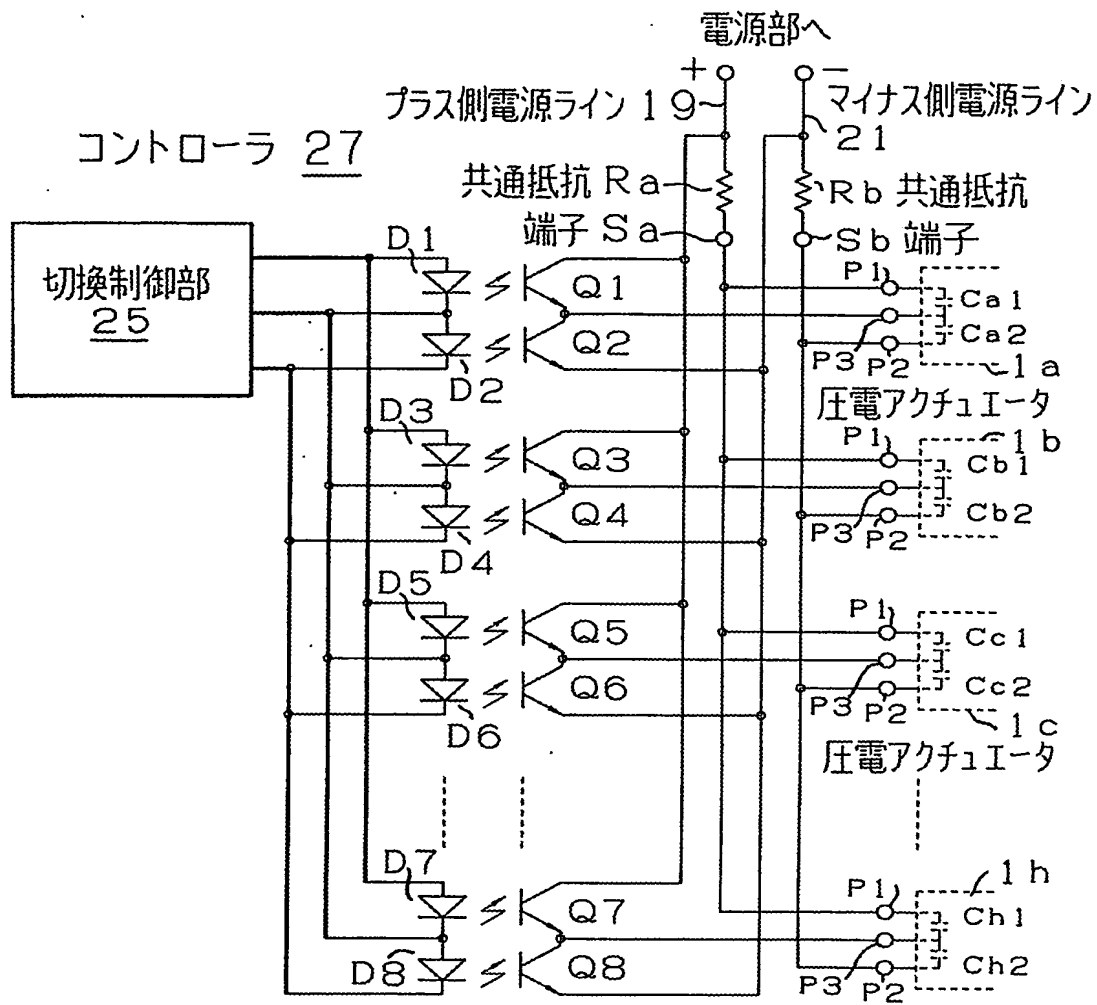 電源部へ
+ −
プラス側電源ライン 19
マイナス側電源ライン
21
コントローラ 27
共通抵抗 Ra
Rb 共通抵抗
端子 Sa
Sb 端子
切換制御部
25
D1
Q1
P1
Ca1
Q2
D2
P3
P2
Ca2
1a
圧電アクチュエータ
D3
Q3
P1
1b
Cb1
Q4
D4
P3
P2
Cb2
D5
Q5
P1
Cc1
Q6
D6
P3
P2
Cc2
1c
圧電アクチュエータ
D7
Q7
P1
1h
Ch1
D8
Q8
P3
P2
Ch2